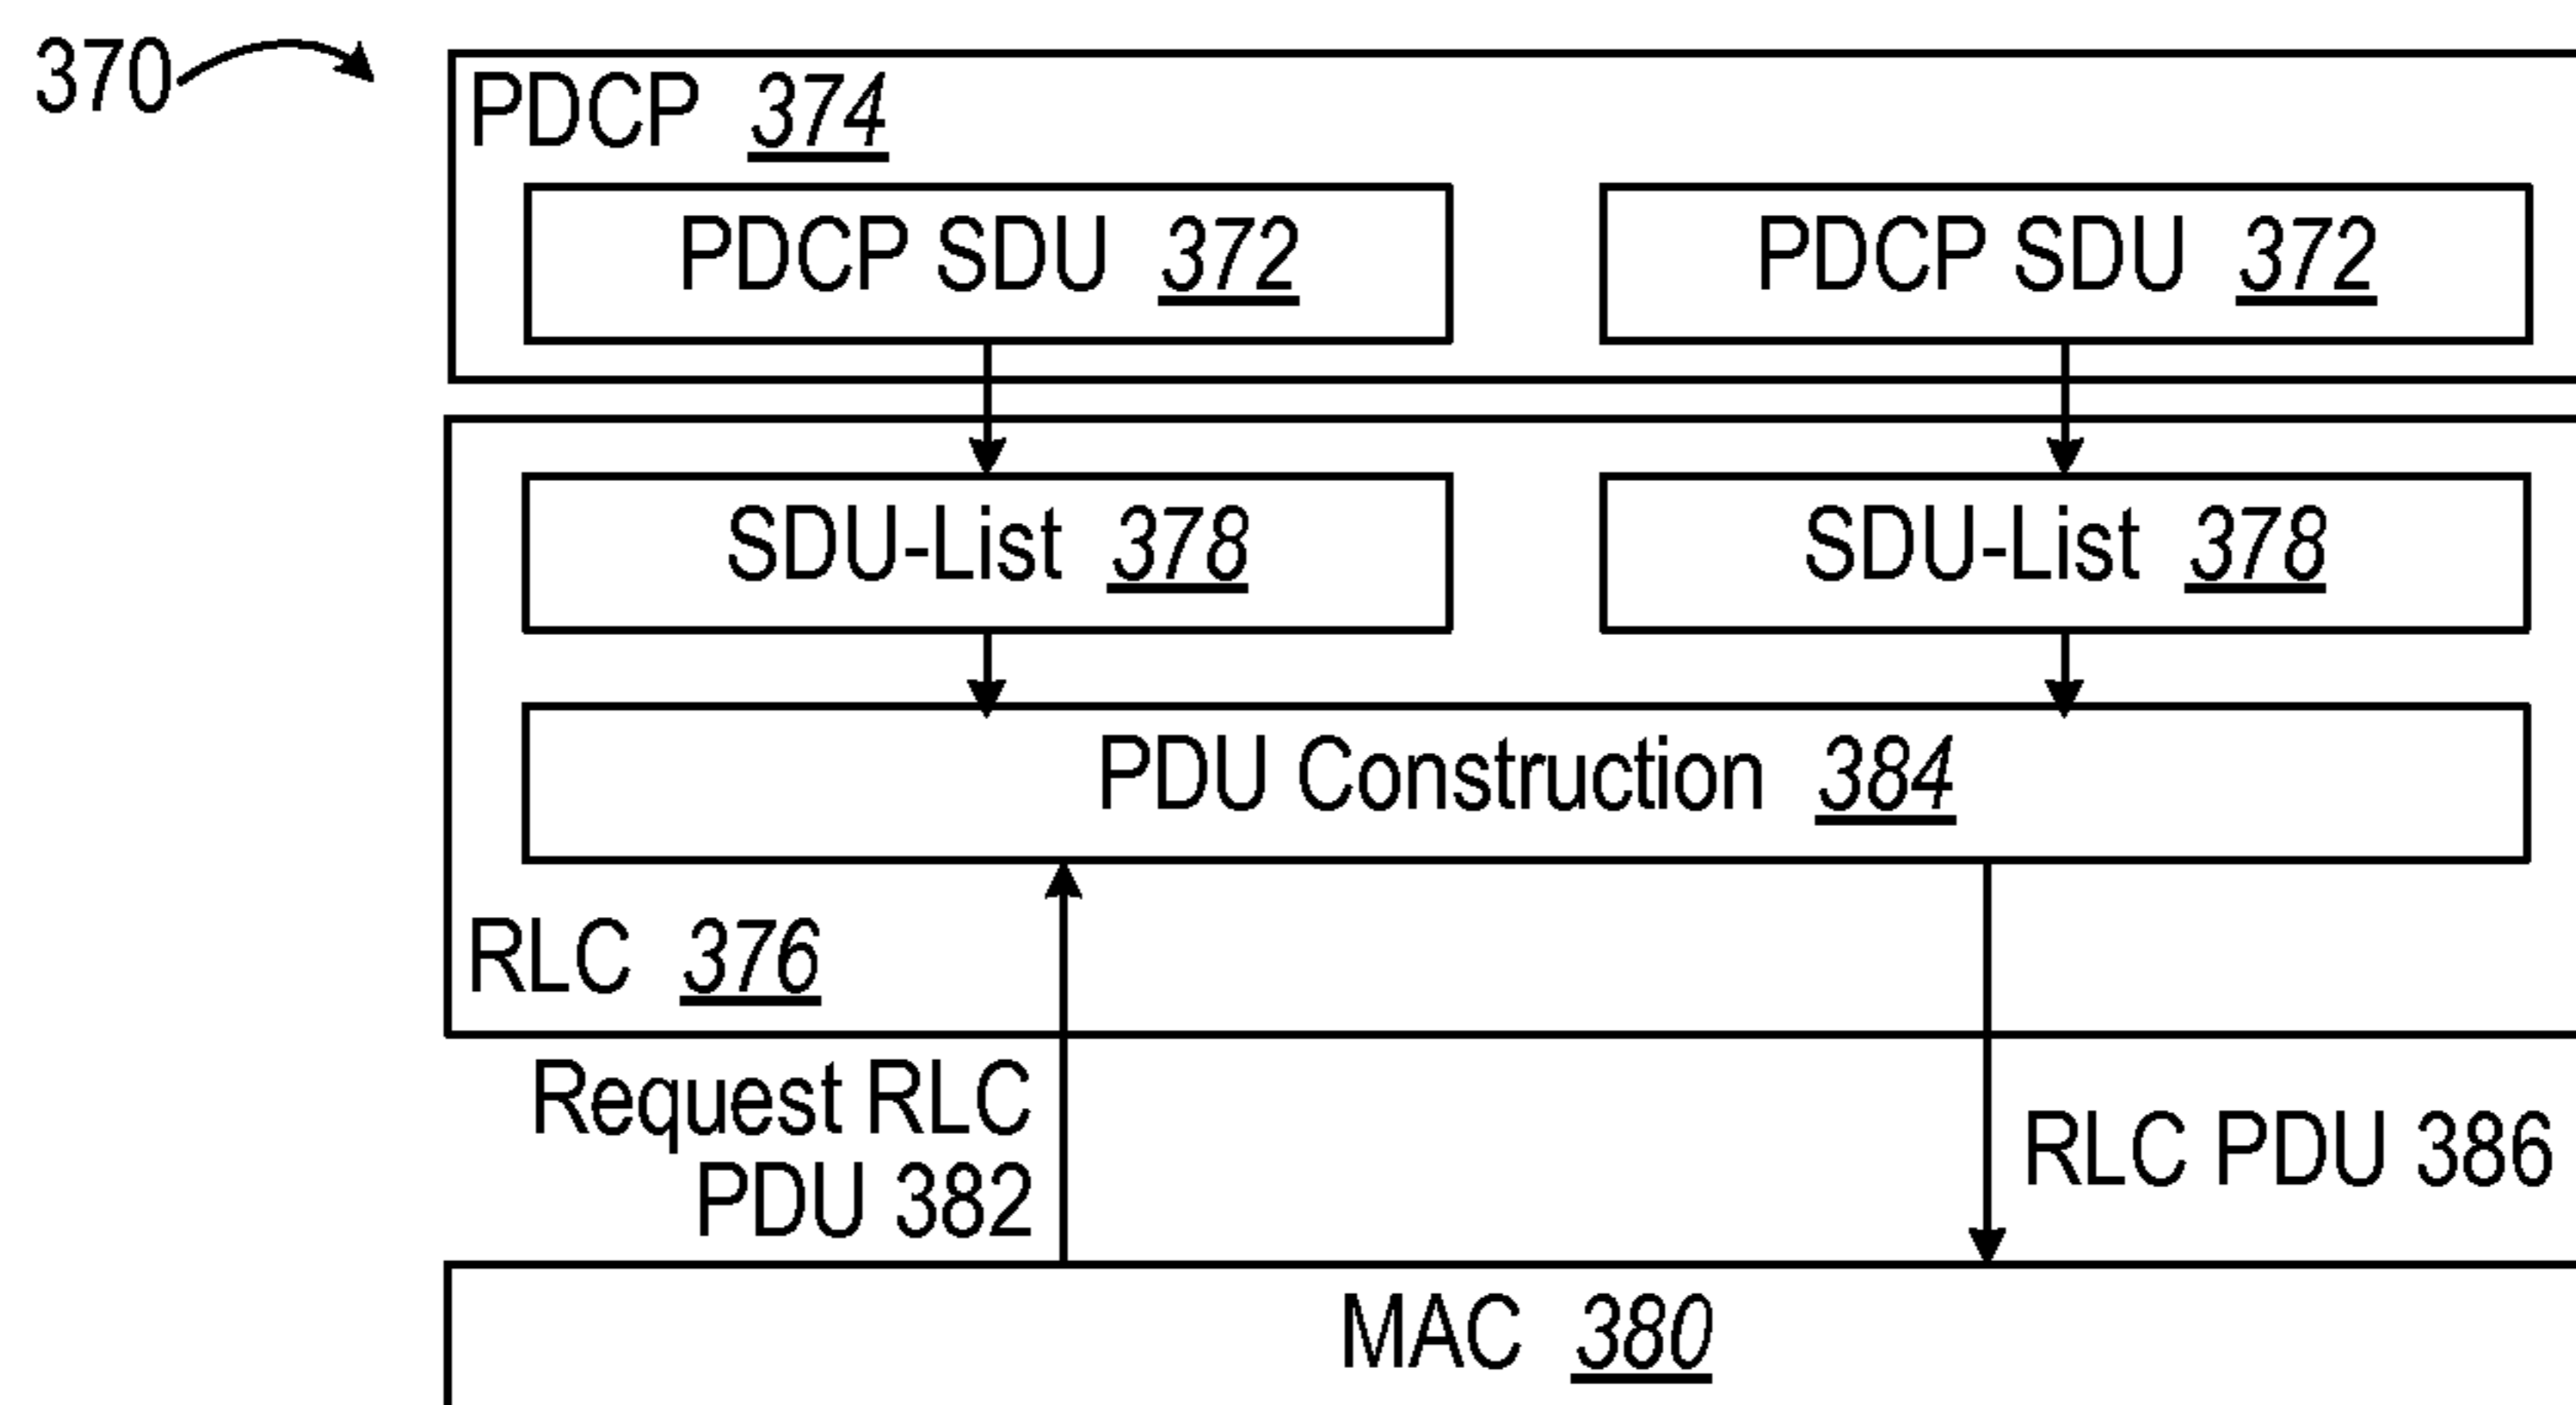 370
PDCP 374
PDCP SDU 372
PDCP SDU 372
SDU-List 378
SDU-List 378
PDU Construction 384
RLC 376
Request RLC
PDU 382
RLC PDU 386
MAC 380